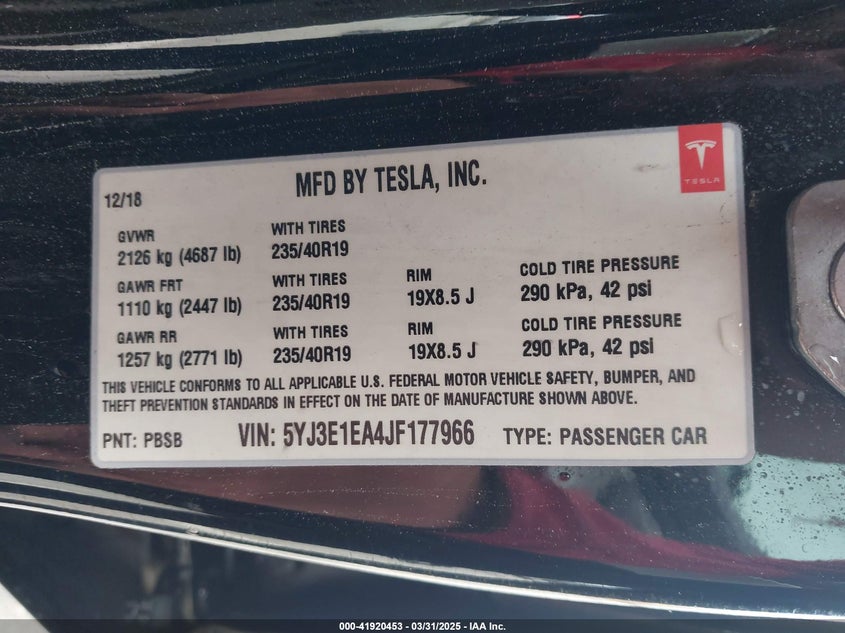 TESLA
MFD BY TESLA, INC.
12/18
GVWR WITH TIRES
2126 kg (4687 lb) 235/40R19
GAWR FRT WITH TIRES RIM COLD TIRE PRESSURE
1110 kg (2447 lb) 235/40R19 19X8.5 J 290 kPa, 42 psi
GAWR RR WITH TIRES RIM COLD TIRE PRESSURE
1257 kg (2771 lb) 235/40R19 19X8.5 J 290 kPa, 42 psi
THIS VEHICLE CONFORMS TO ALL APPLICABLE U.S. FEDERAL MOTOR VEHICLE SAFETY, BUMPER, AND
THEFT PREVENTION STANDARDS IN EFFECT ON THE DATE OF MANUFACTURE SHOWN ABOVE.
PNT: PBSB VIN: 5YJ3E1EA4JF177966 TYPE: PASSENGER CAR
000-41920453 — 03/31/2025 — IAA Inc.